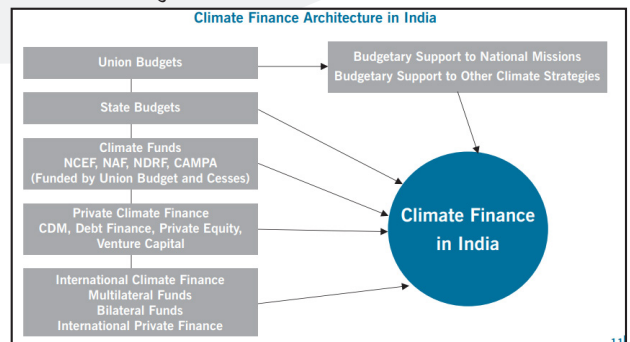 Climate Finance Architecture in India
Union Budgets
Budgetary Support to National Missions
Budgetary Support to Other Climate Strategies
State Budgets
Climate Funds
NCEF, NAF, NDRF, CAMPA
(Funded by Union Budget and Cesses)
Private Climate Finance
CDM, Debt Finance, Private Equity,
Venture Capital
Climate Finance
in India
International Climate Finance
Multilateral Funds
Bilateral Funds
International Private Finance